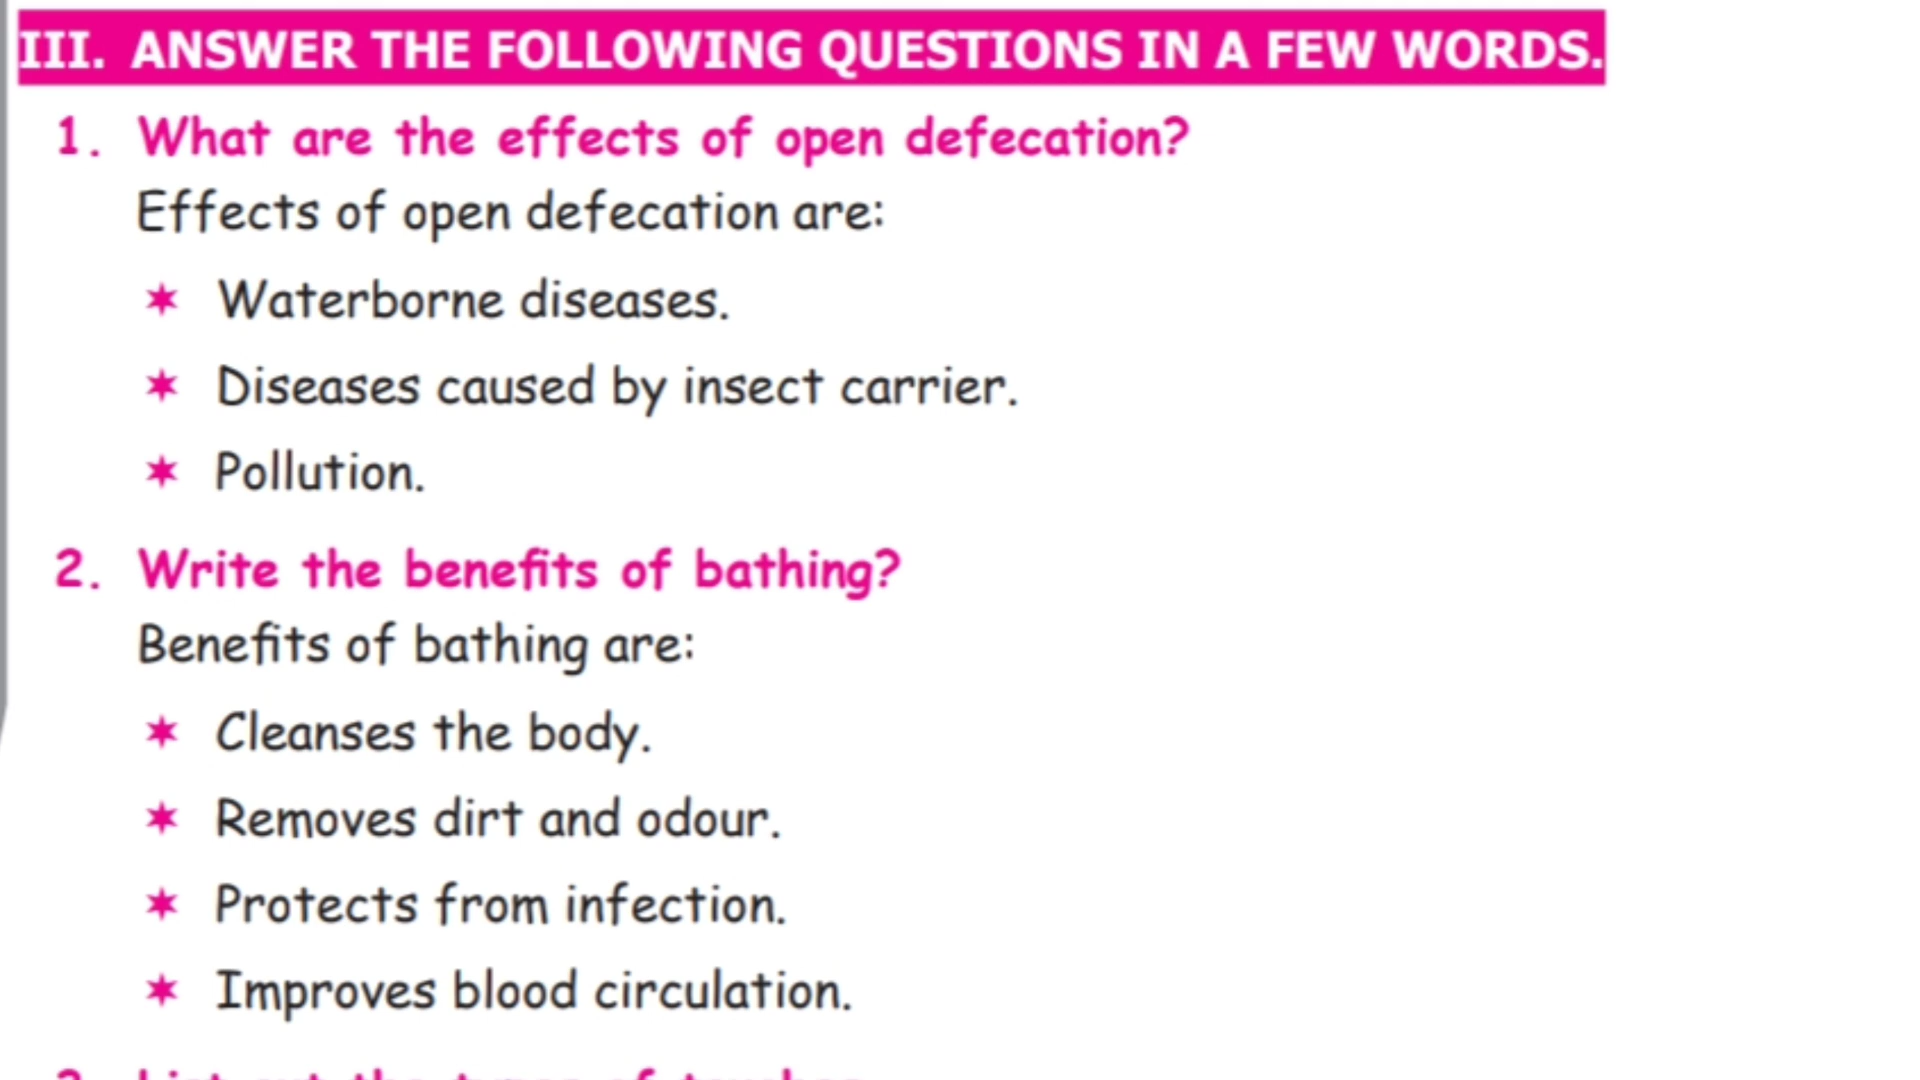 III. ANSWER THE FOLLOWING QUESTIONS IN A FEW WORDS.
1. What are the effects of open defecation?
Effects of open defecation are:
✶ Waterborne diseases.
✶ Diseases caused by insect carrier.
✶ Pollution.
2. Write the benefits of bathing?
Benefits of bathing are:
✶ Cleanses the body.
✶ Removes dirt and odour.
✶ Protects from infection.
✶ Improves blood circulation.